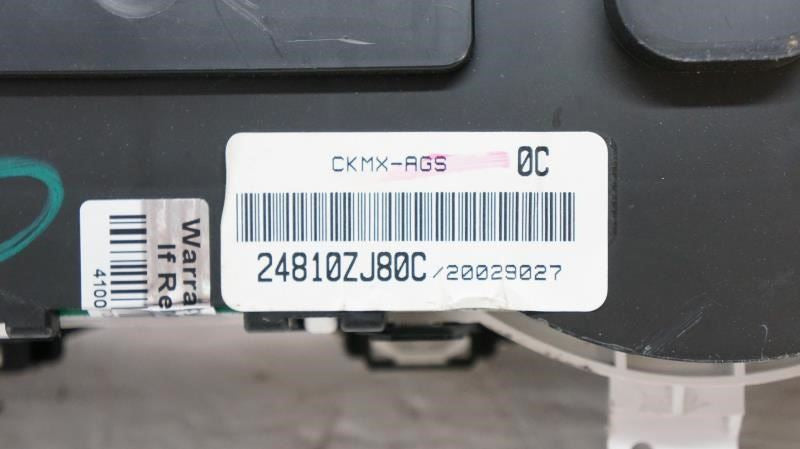 CKMX-AGS 0C
24810ZJ80C/20029027
Warra
If Re
4100